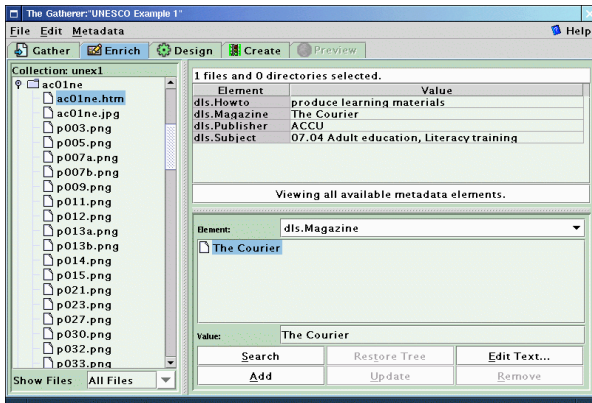 The Gatherer:"UNESCO Example 1"
File Edit Metadata Help
Gather Enrich Design Create Preview
Collection: unex1
ac01ne
ac01ne.htm
ac01ne.jpg
p003.png
p005.png
p007a.png
p007b.png
p009.png
p011.png
p012.png
p013a.png
p013b.png
p014.png
p015.png
p021.png
p023.png
p027.png
p030.png
p032.png
p033.png
Show Files All Files
1 files and 0 directories selected.
Element Value
dls.Howto produce learning materials
dls.Magazine The Courier
dls.Publisher ACCU
dls.Subject 07.04 Adult education, Literacy training
Viewing all available metadata elements.
Element: dls.Magazine
The Courier
Value: The Courier
Search Restore Tree Edit Text...
Add Update Remove